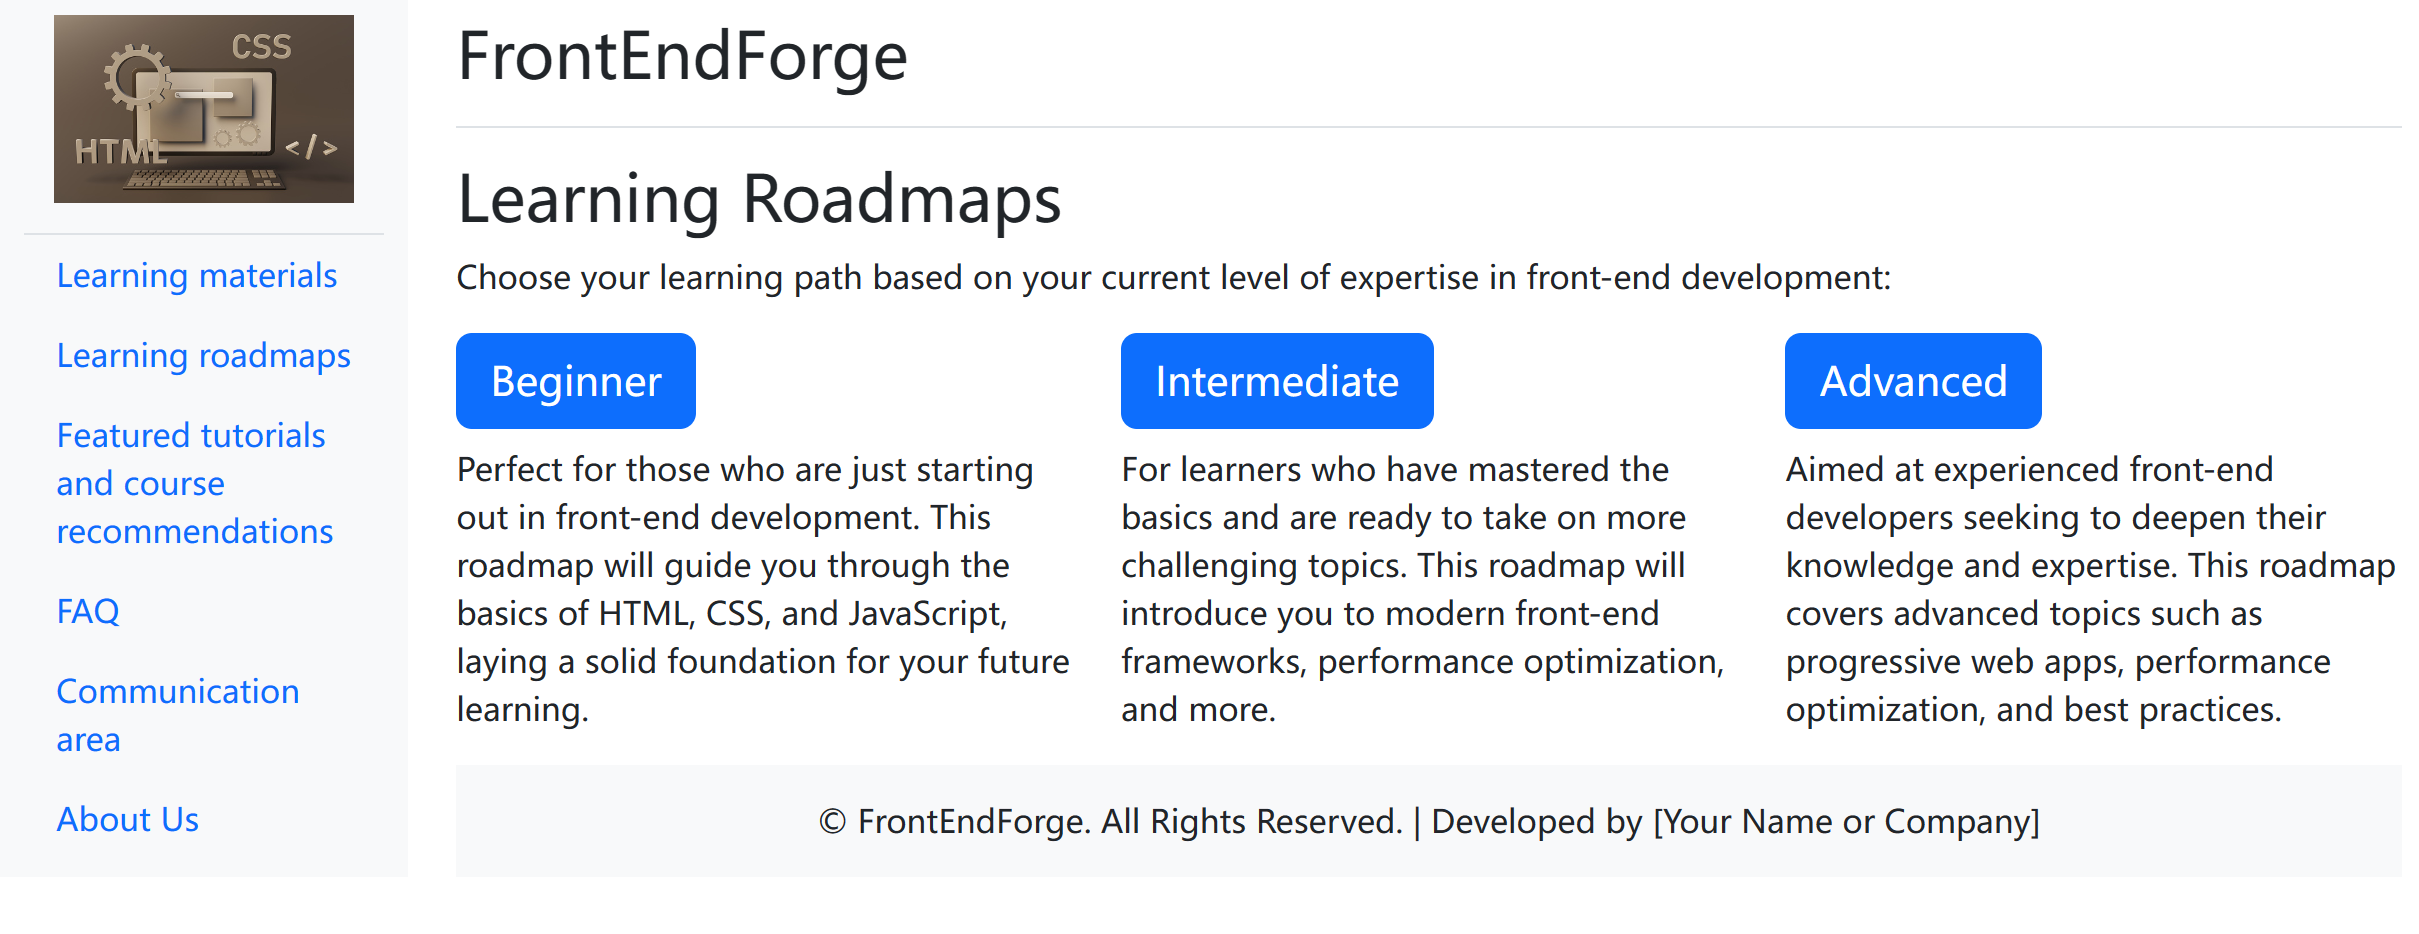 CSS
HTML
</>
Learning materials
Learning roadmaps
Featured tutorials
and course
recommendations
FAQ
Communication
area
About Us
FrontEndForge
Learning Roadmaps
Choose your learning path based on your current level of expertise in front-end development:
Beginner
Perfect for those who are just starting
out in front-end development. This
roadmap will guide you through the
basics of HTML, CSS, and JavaScript,
laying a solid foundation for your future
learning.
Intermediate
For learners who have mastered the
basics and are ready to take on more
challenging topics. This roadmap will
introduce you to modern front-end
frameworks, performance optimization,
and more.
Advanced
Aimed at experienced front-end
developers seeking to deepen their
knowledge and expertise. This roadmap
covers advanced topics such as
progressive web apps, performance
optimization, and best practices.
© FrontEndForge. All Rights Reserved. | Developed by [Your Name or Company]